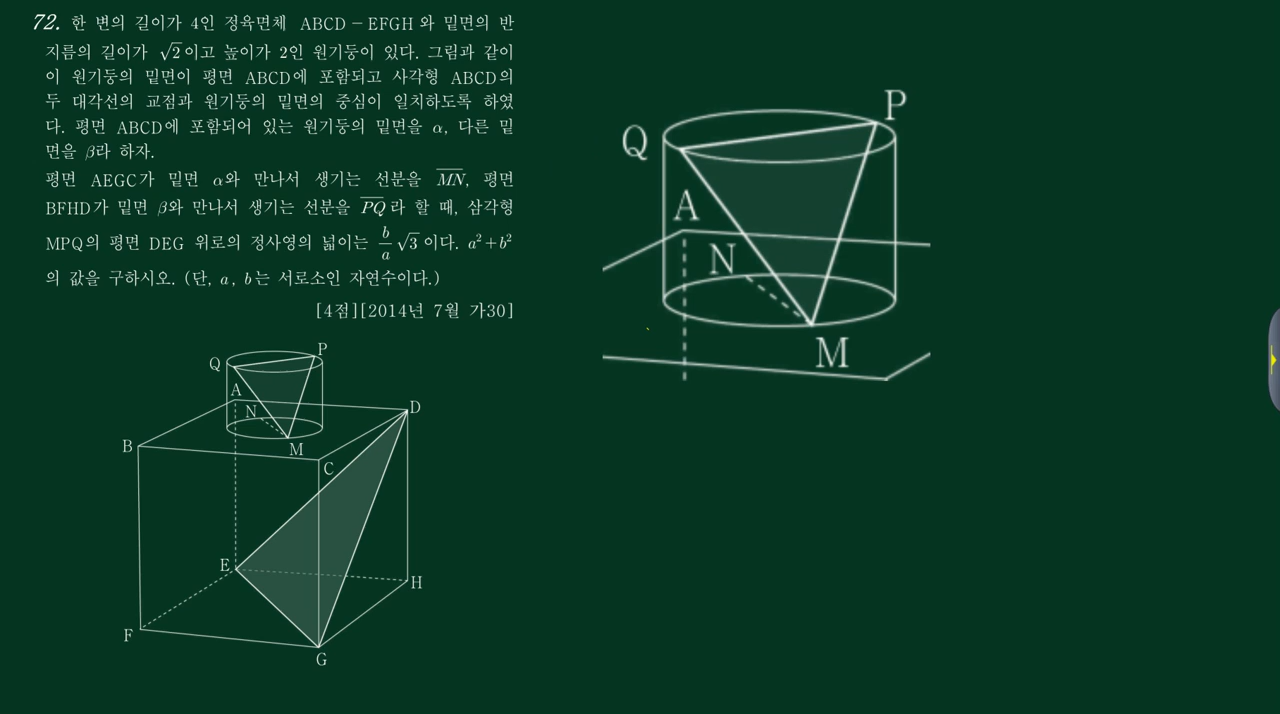 72. 한 변의 길이가 4인 정육면체 ABCD－EFGH와 밑면의 반
지름의 길이가 √2이고 높이가 2인 원기둥이 있다. 그림과 같이
이 원기둥의 밑면이 평면 ABCD에 포함되고 사각형 ABCD의
두 대각선의 교점과 원기둥의 밑면의 중심이 일치하도록 하였
다. 평면 ABCD에 포함되어 있는 원기둥의 밑면을 α, 다른 밑
면을 β라 하자.
평면 AEGC가 밑면 α와 만나서 생기는 선분을 MN, 평면
BFHD가 밑면 β와 만나서 생기는 선분을 PQ라 할 때, 삼각형
MPQ의 평면 DEG 위로의 정사영의 넓이는 b/a √3이다. a²+b²
의 값을 구하시오. (단, a, b는 서로소인 자연수이다.)
[4점][2014년 7월 가30]
Q P
A
N
D
B
M
C
E
H
F
G
P
Q
A
N
M